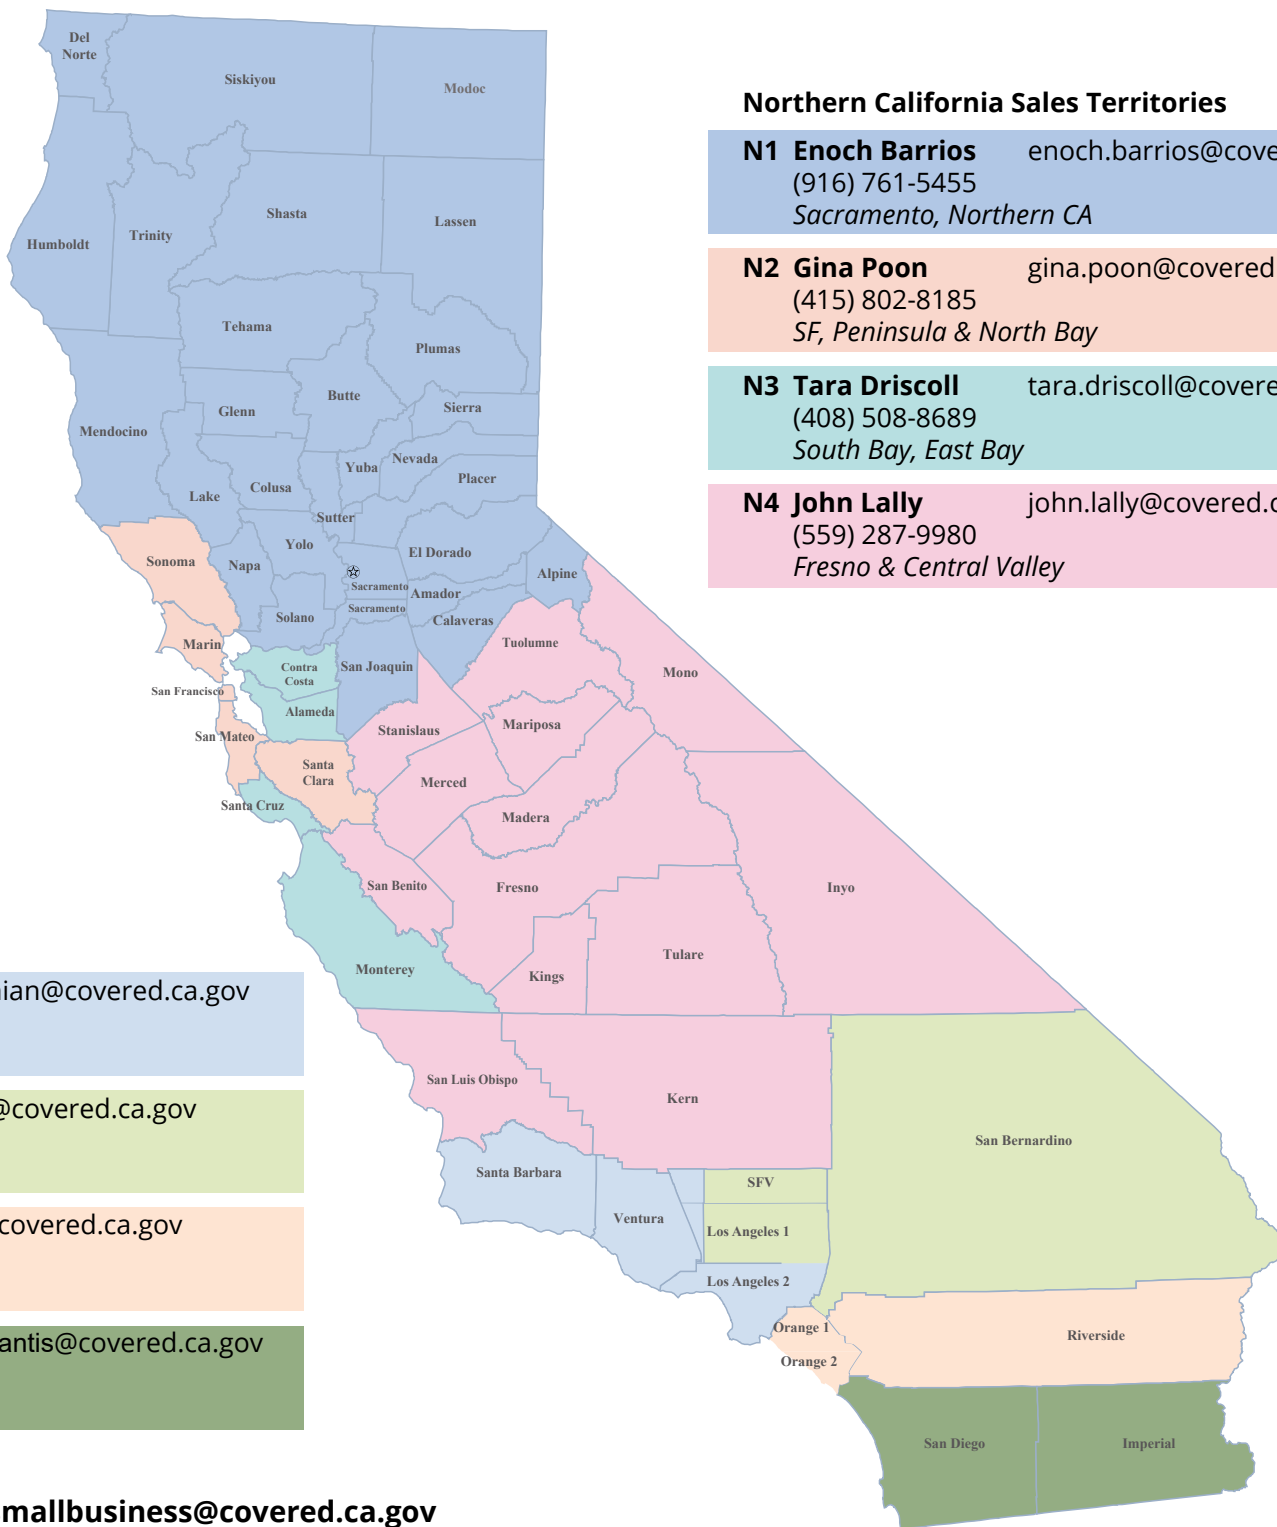 Del
Norte
Siskiyou
Modoc
Northern California Sales Territories
N1 Enoch Barrios enoch.barrios@cove
(916) 761-5455
Sacramento, Northern CA
Humboldt
Trinity
Shasta
Lassen
N2 Gina Poon gina.poon@covered
(415) 802-8185
SF, Peninsula & North Bay
Tehama
Plumas
N3 Tara Driscoll tara.driscoll@covere
(408) 508-8689
South Bay, East Bay
Mendocino
Glenn
Butte
Sierra
Lake
Colusa
Yuba
Nevada
Placer
N4 John Lally john.lally@covered.c
(559) 287-9980
Fresno & Central Valley
Sutter
Sonoma
Napa
Yolo
El Dorado
Alpine
Sacramento
Amador
Sacramento
Solano
Calaveras
Marin
Tuolumne
Mono
Contra
Costa
San Joaquin
San Francisco
Alameda
Stanislaus
Mariposa
San Mateo
Santa
Clara
Merced
Santa Cruz
Madera
San Benito
Fresno
Inyo
Monterey
Kings
Tulare
ian@covered.ca.gov
San Luis Obispo
Kern
@covered.ca.gov
San Bernardino
Santa Barbara
SFV
Ventura
Los Angeles 1
covered.ca.gov
Los Angeles 2
Orange 1
Riverside
Orange 2
antis@covered.ca.gov
San Diego
Imperial
mallbusiness@covered.ca.gov